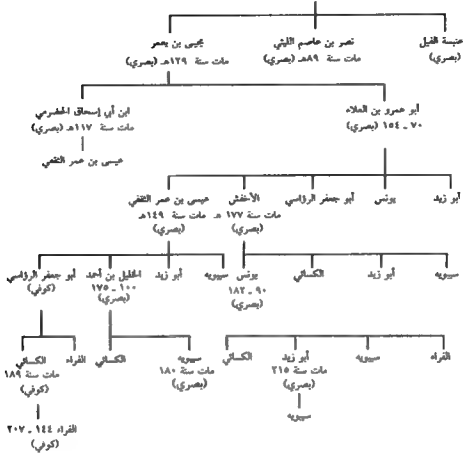 عنبسة الفيل
(بصري)
نصر بن عاصم الليثي
مات سنة ٨٩هـ (بصري)
يحيى بن يعمر
مات سنة ١٢٩هـ (بصري)
أبو عمرو بن العلاء
٧٠ ـ ١٥٤ (بصري)
ابن أبي إسحاق الحضرمي
مات سنة ١١٧هـ (بصري)
عيسى بن عمر الثقفي
أبو زيد
يونس
أبو جعفر الرؤاسي
الأخفش
مات سنة ١٧٧ هـ
(بصري)
عيسى بن عمر الثقفي
مات سنة ١٤٩هـ
(بصري)
سيبويه
أبو زيد
الكسائي
يونس
٩٠ ـ ١٨٢
(بصري)
سيبويه
أبو زيد
الخليل بن أحمد
١٠٠ ـ ١٧٥
(بصري)
أبو جعفر الرؤاسي
(كوفي)
الفراء
سيبويه
أبو زيد
مات سنة ٢١٥
(بصري)
سيبويه
الكسائي
سيبويه
مات سنة ١٨٠
(بصري)
الكسائي
الفراء
الكسائي
مات سنة ١٨٩
(كوفي)
الفراء ١٤٤ ـ ٢٠٧
(كوفي)